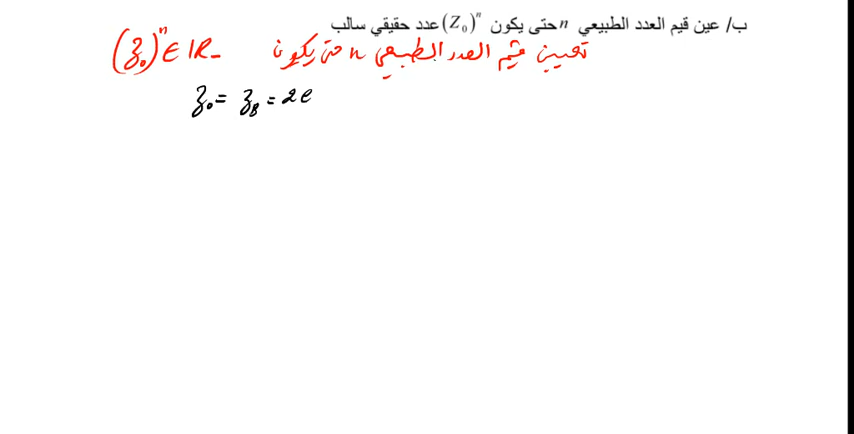 ب/ عين قيم العدد الطبيعي n حتى يكون (Z₀)ⁿ عدد حقيقي سالب
تعيين قيم العدد الطبيعي n حتى يكون (z₀)ⁿ ∈ IR₋
z₀ = z_B = 2e